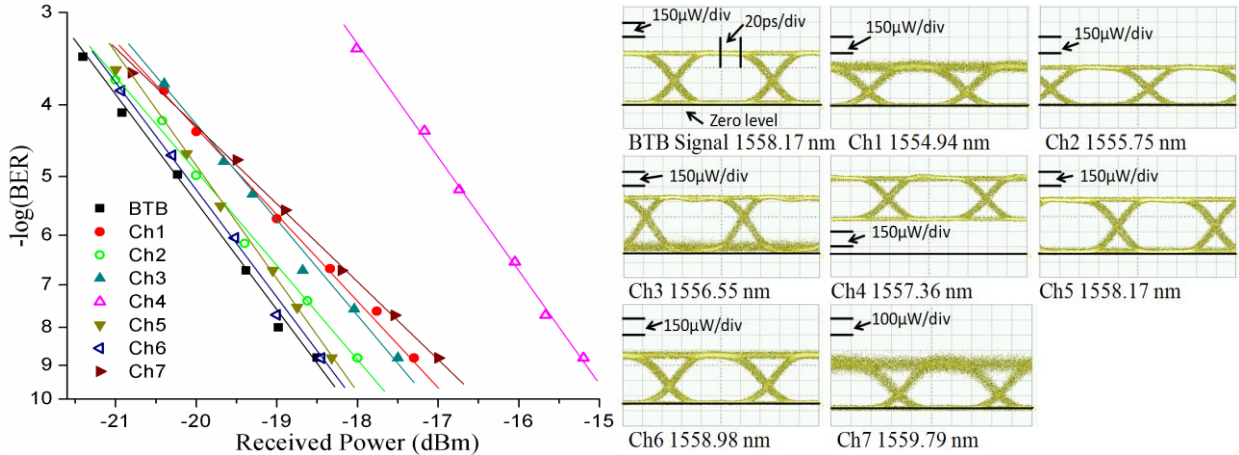 -log(BER)
3
4
5
6
7
8
9
10
BTB
Ch1
Ch2
Ch3
Ch4
Ch5
Ch6
Ch7
-21 -20 -19 -18 -17 -16 -15
Received Power (dBm)
150µW/div
20ps/div
Zero level
BTB Signal 1558.17 nm
150µW/div
Ch1 1554.94 nm
150µW/div
Ch2 1555.75 nm
150µW/div
Ch3 1556.55 nm
150µW/div
Ch4 1557.36 nm
150µW/div
Ch5 1558.17 nm
150µW/div
Ch6 1558.98 nm
100µW/div
Ch7 1559.79 nm